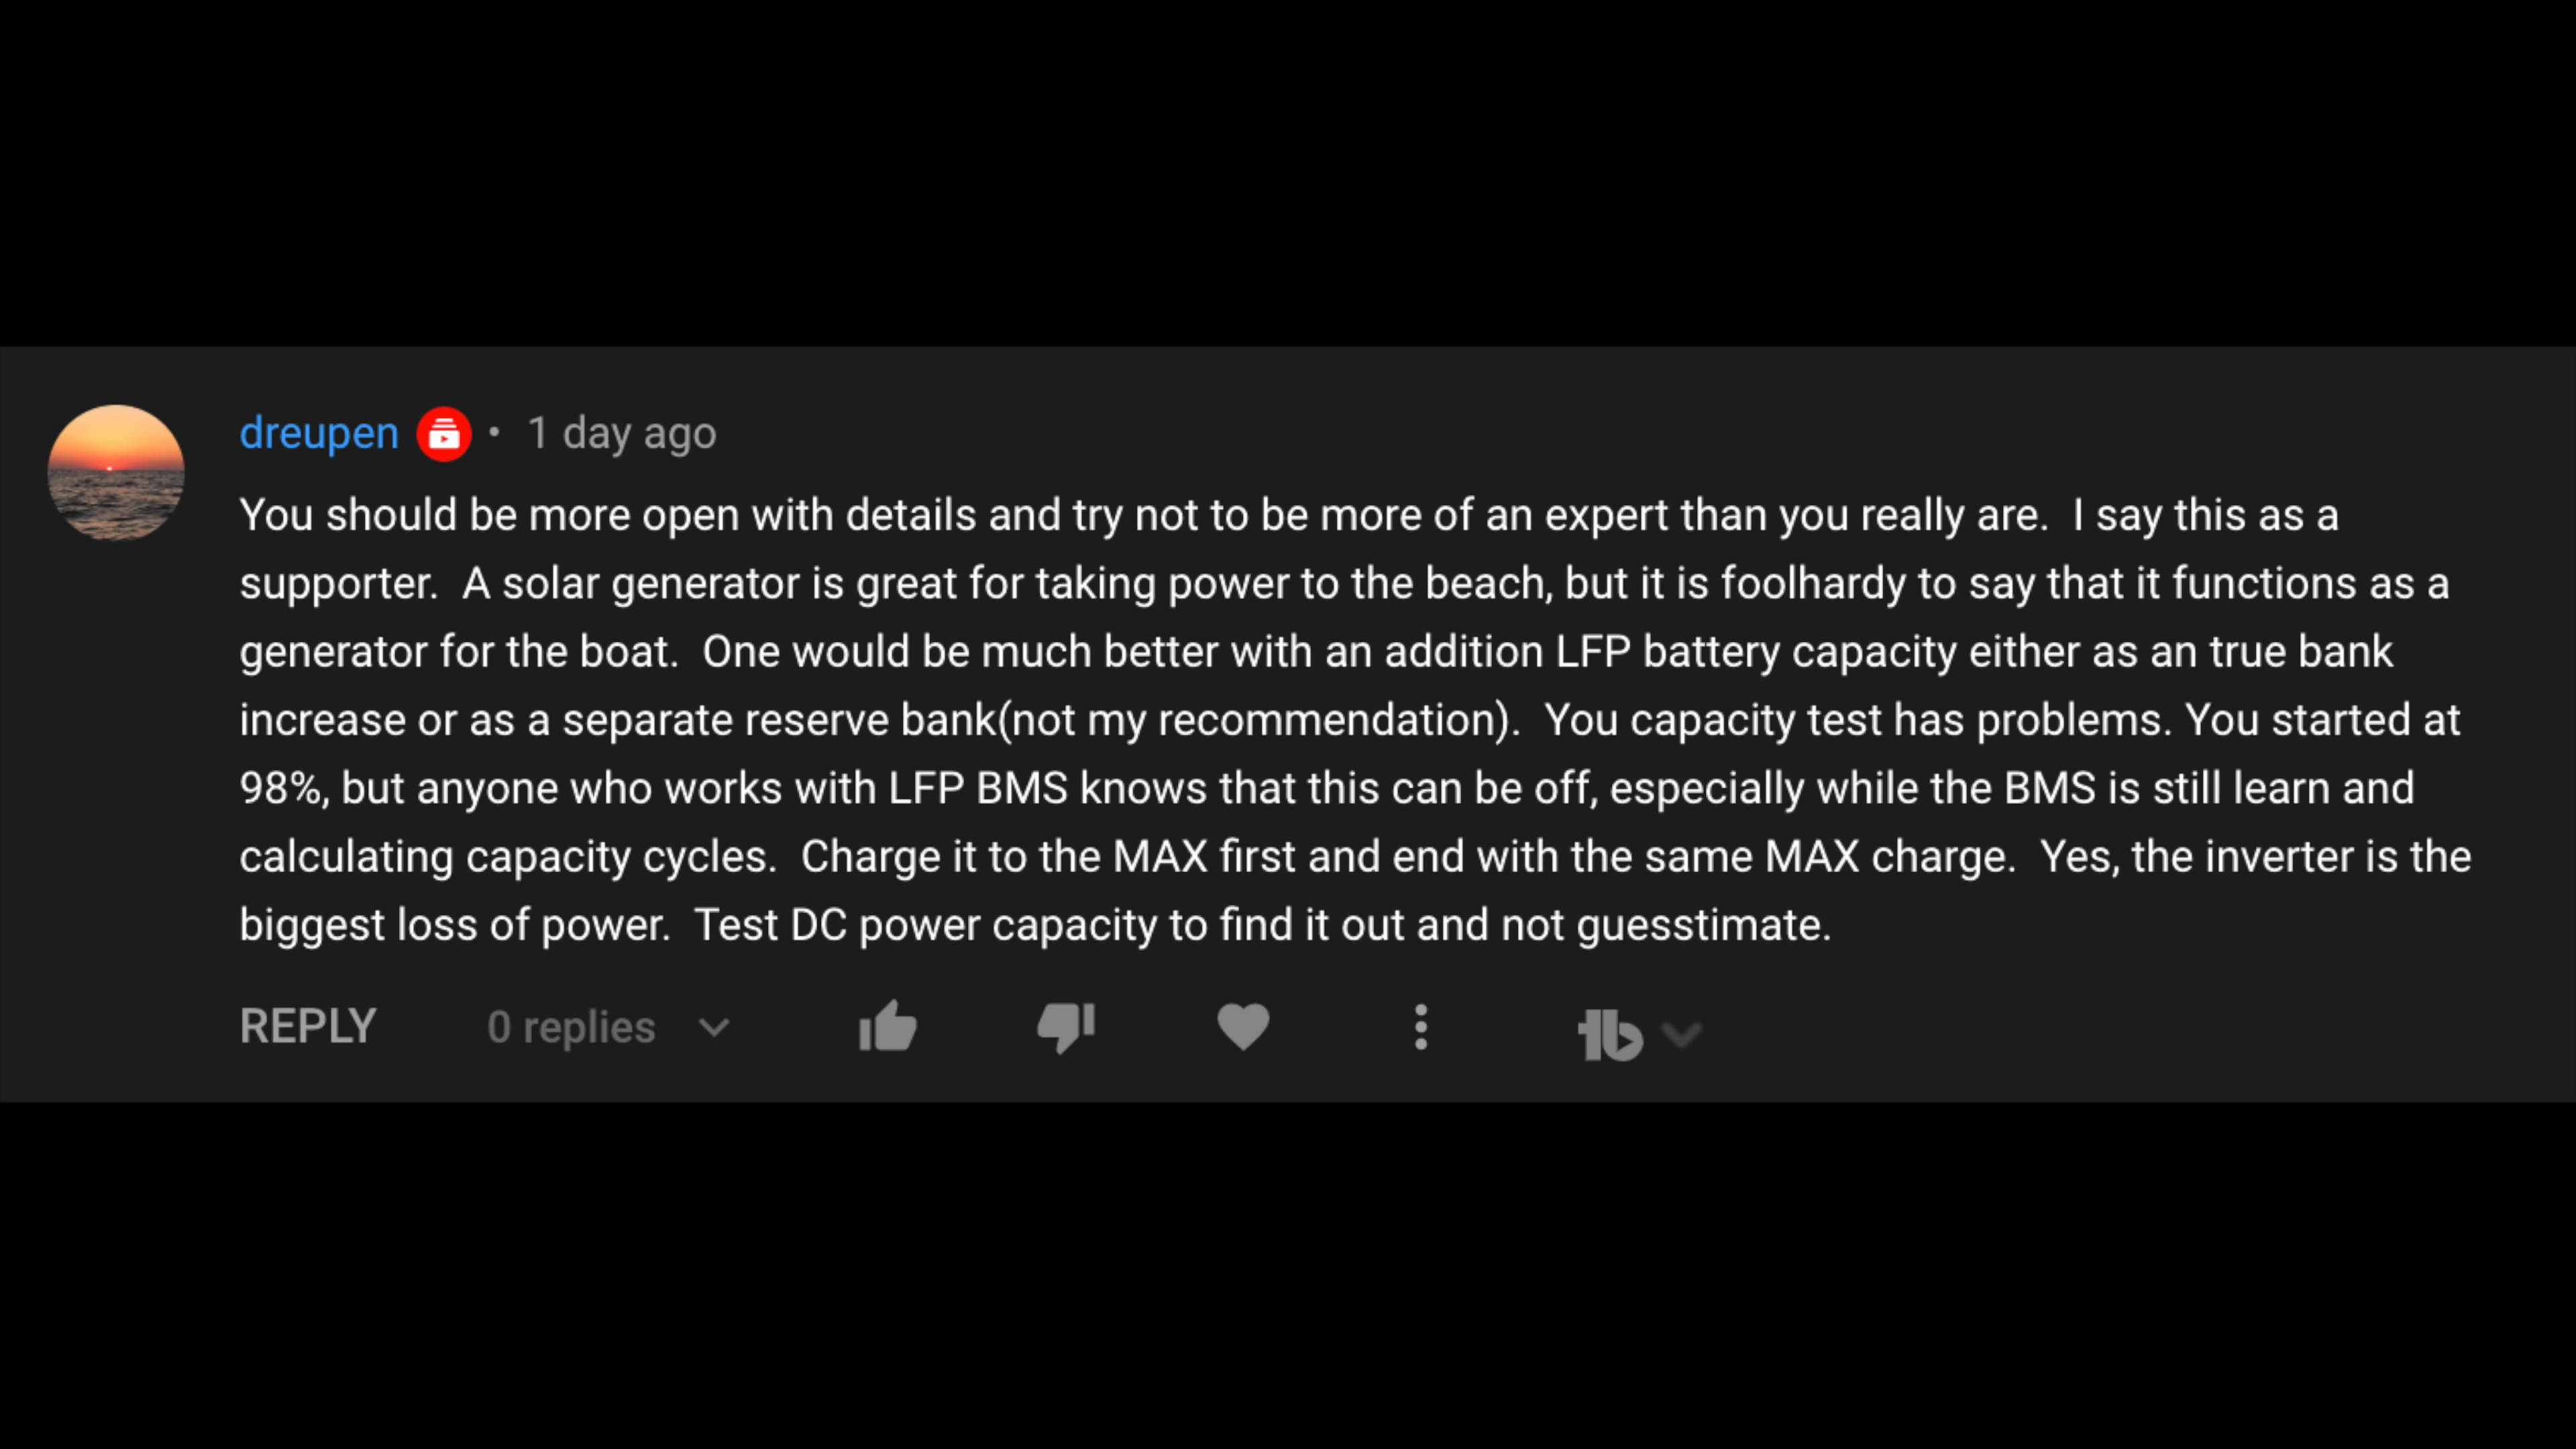 dreupen • 1 day ago
You should be more open with details and try not to be more of an expert than you really are.  I say this as a
supporter.  A solar generator is great for taking power to the beach, but it is foolhardy to say that it functions as a
generator for the boat.  One would be much better with an addition LFP battery capacity either as an true bank
increase or as a separate reserve bank(not my recommendation).  You capacity test has problems. You started at
98%, but anyone who works with LFP BMS knows that this can be off, especially while the BMS is still learn and
calculating capacity cycles.  Charge it to the MAX first and end with the same MAX charge.  Yes, the inverter is the
biggest loss of power.  Test DC power capacity to find it out and not guesstimate.
REPLY 0 replies tb